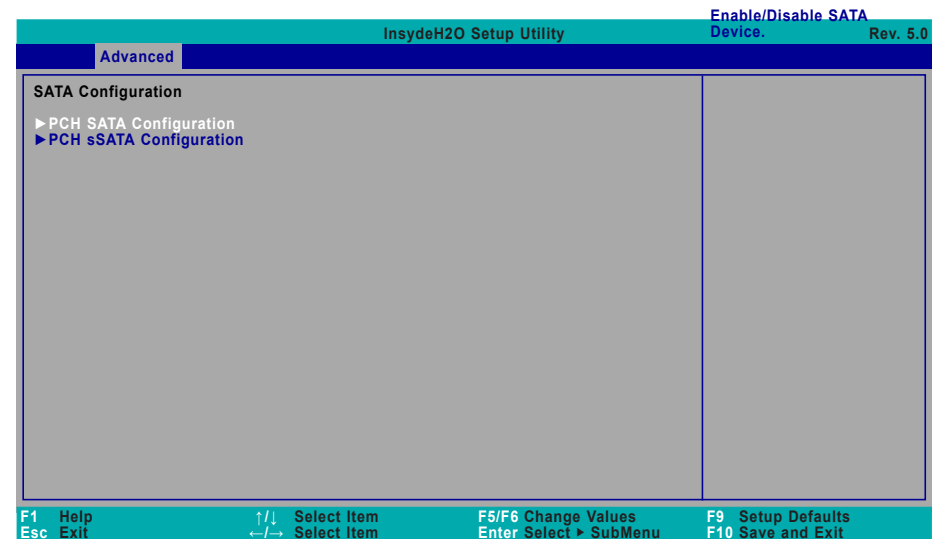 Enable/Disable SATA
Device.
InsydeH2O Setup Utility Rev. 5.0
Advanced
SATA Configuration
►PCH SATA Configuration
►PCH sSATA Configuration
F1 Help ↑/↓ Select Item F5/F6 Change Values F9 Setup Defaults
Esc Exit ←/→ Select Item Enter Select ► SubMenu F10 Save and Exit